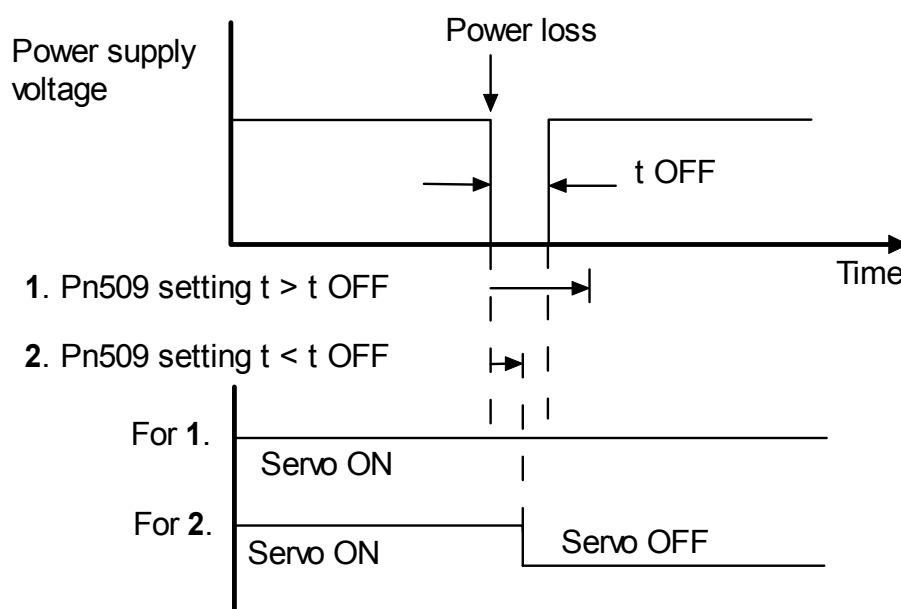 Power loss
Power supply
voltage
t OFF
Time
1. Pn509 setting t > t OFF
2. Pn509 setting t < t OFF
For 1.
Servo ON
For 2.
Servo ON
Servo OFF